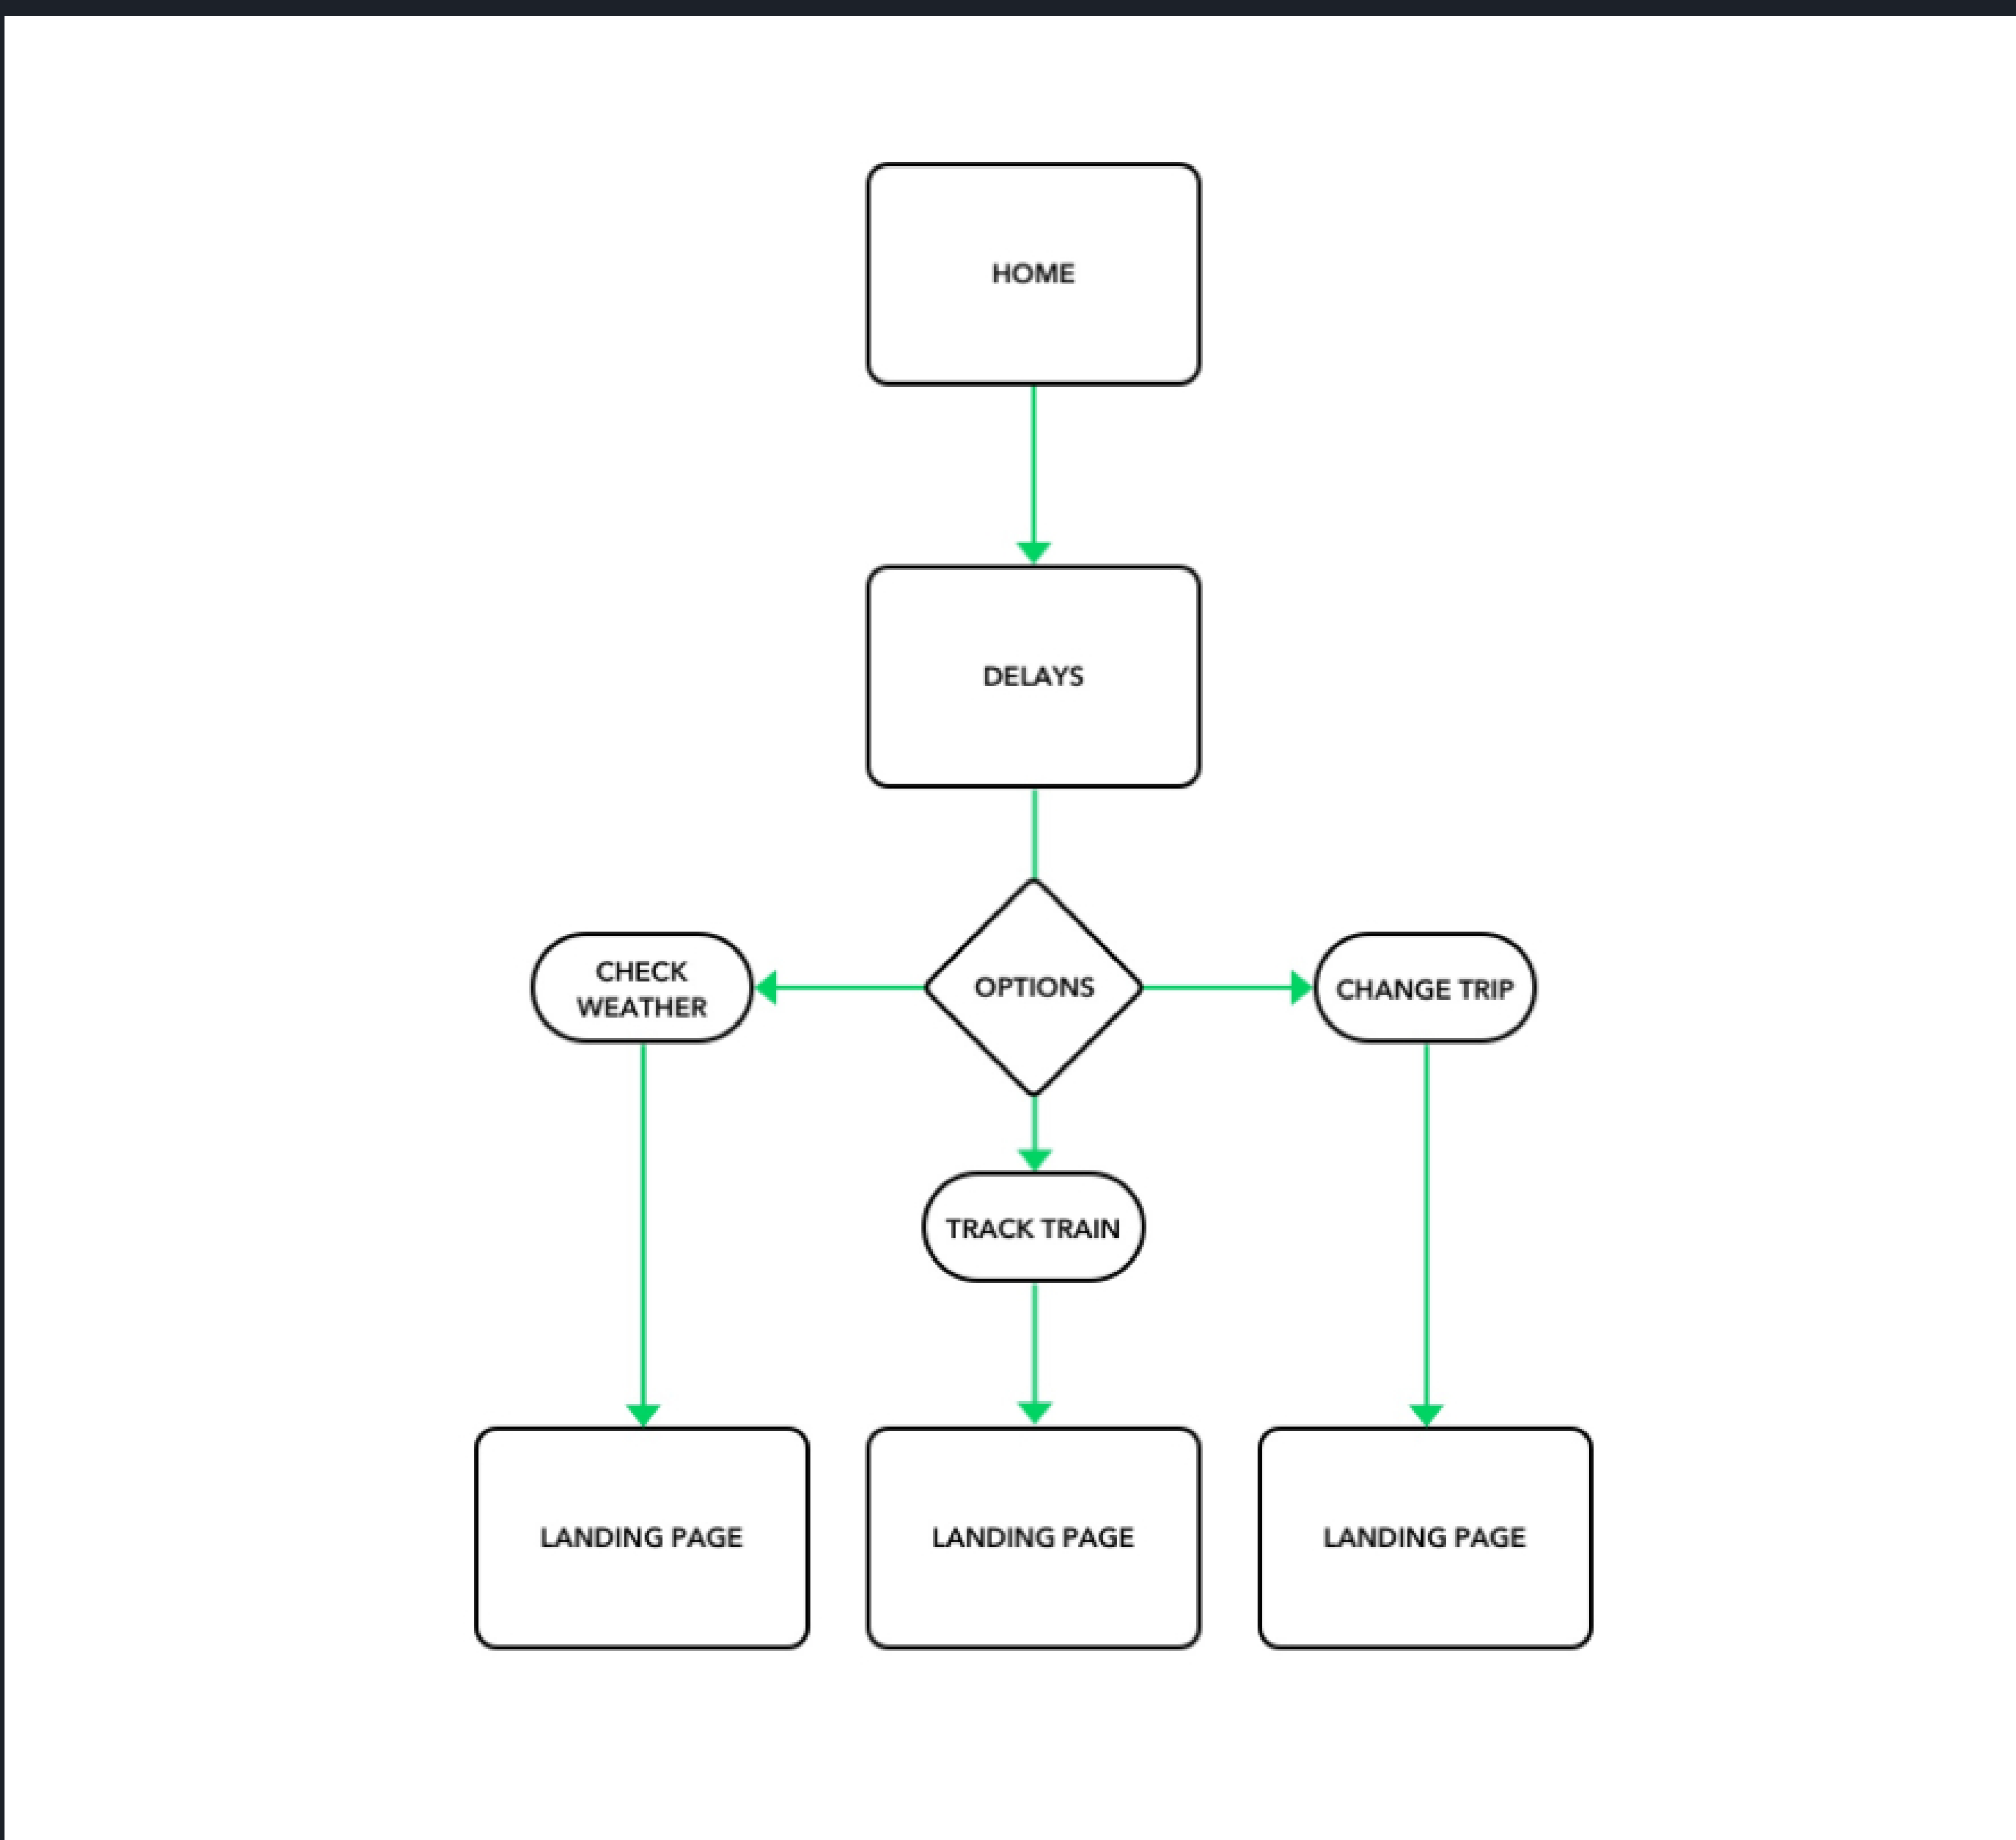 HOME
DELAYS
CHECK
WEATHER
OPTIONS
CHANGE TRIP
TRACK TRAIN
LANDING PAGE
LANDING PAGE
LANDING PAGE